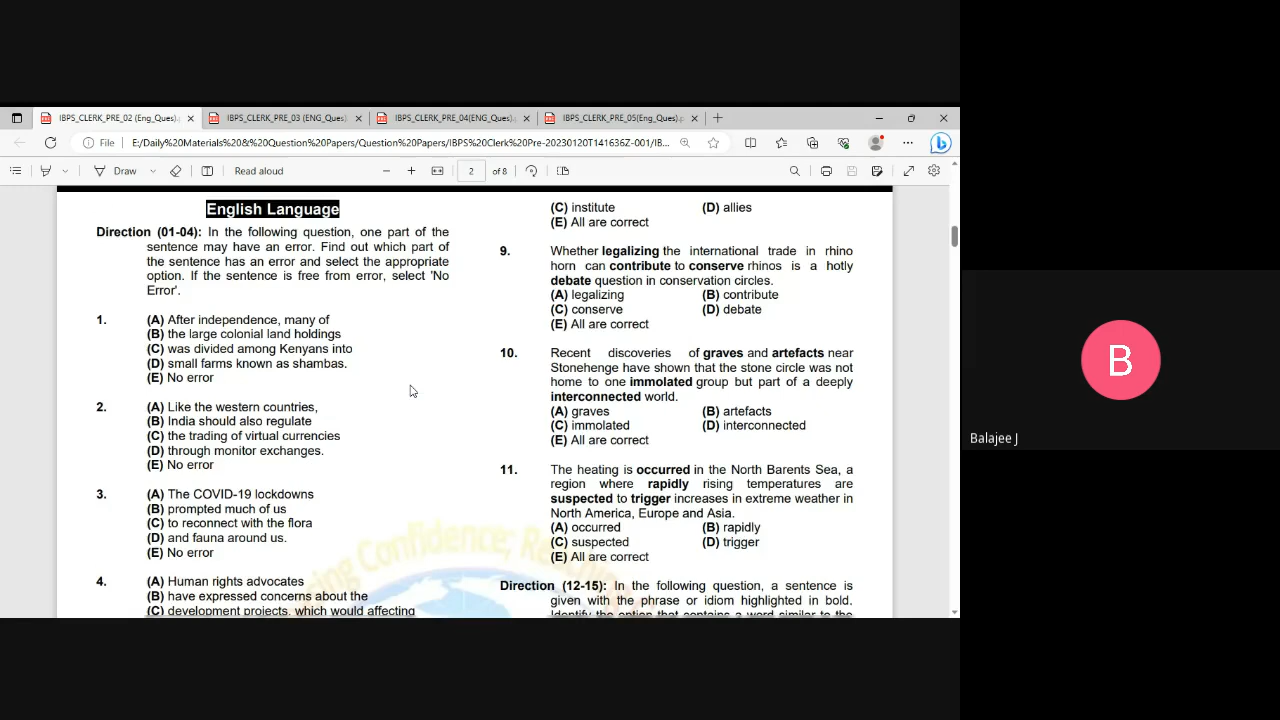 IBPS_CLERK_PRE_02 (Eng_Ques).
IBPS_CLERK_PRE_03 (ENG_Ques)
IBPS_CLERK_PRE_04(ENG_Ques).
IBPS_CLERK_PRE_05(Eng_Ques).p
File
E:/Daily%20Materials%20&%20Question%20Papers/Question%20Papers/IBPS%20Clerk%20Pre-20230120T141636Z-001/IB...
Draw
Read aloud
2
of 8
English Language
Direction (01-04): In the following question, one part of the
sentence may have an error. Find out which part of
the sentence has an error and select the appropriate
option. If the sentence is free from error, select 'No
Error'.
1. (A) After independence, many of
(B) the large colonial land holdings
(C) was divided among Kenyans into
(D) small farms known as shambas.
(E) No error
2. (A) Like the western countries,
(B) India should also regulate
(C) the trading of virtual currencies
(D) through monitor exchanges.
(E) No error
3. (A) The COVID-19 lockdowns
(B) prompted much of us
(C) to reconnect with the flora
(D) and fauna around us.
(E) No error
4. (A) Human rights advocates
(B) have expressed concerns about the
(C) development projects, which would affecting
(C) institute (D) allies
(E) All are correct
9. Whether legalizing the international trade in rhino
horn can contribute to conserve rhinos is a hotly
debate question in conservation circles.
(A) legalizing (B) contribute
(C) conserve (D) debate
(E) All are correct
10. Recent discoveries of graves and artefacts near
Stonehenge have shown that the stone circle was not
home to one immolated group but part of a deeply
interconnected world.
(A) graves (B) artefacts
(C) immolated (D) interconnected
(E) All are correct
11. The heating is occurred in the North Barents Sea, a
region where rapidly rising temperatures are
suspected to trigger increases in extreme weather in
North America, Europe and Asia.
(A) occurred (B) rapidly
(C) suspected (D) trigger
(E) All are correct
Direction (12-15): In the following question, a sentence is
given with the phrase or idiom highlighted in bold.
Identify the option that contains a word similar to the
ing Confidence;
B
Balajee J